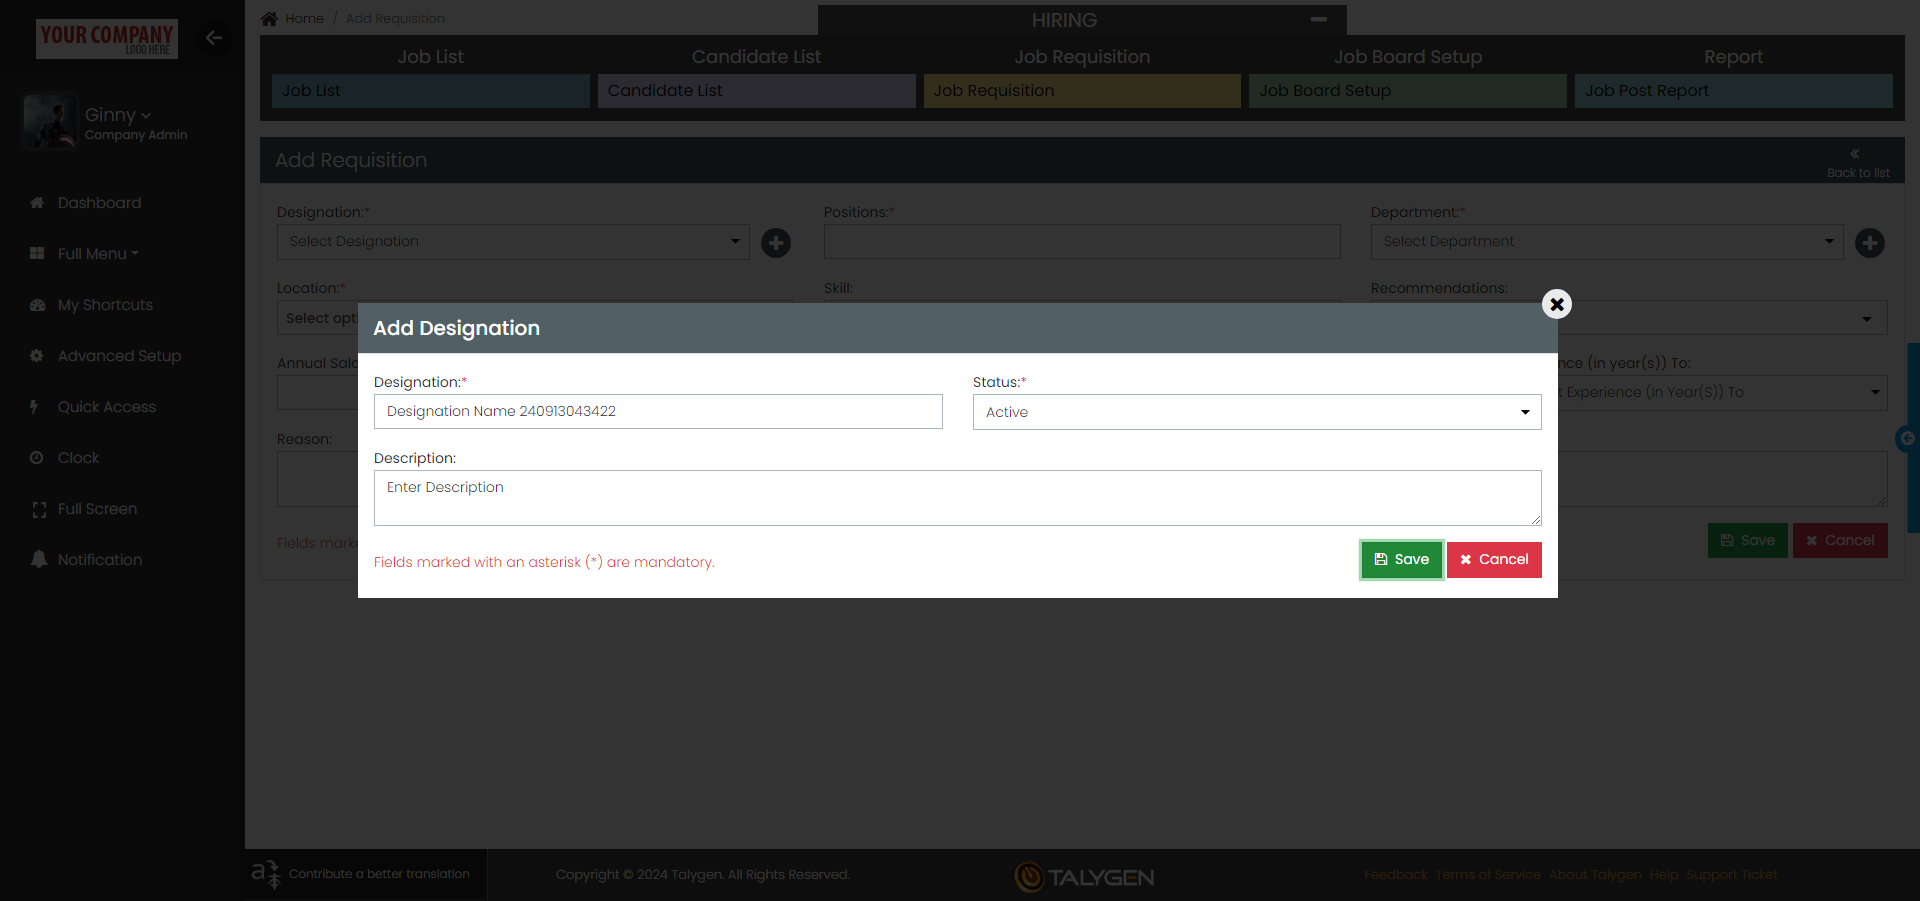 YOUR COMPANY
LOGO HERE
Ginny
Company Admin
Dashboard
Full Menu
My Shortcuts
Advanced Setup
Quick Access
Clock
Full Screen
Notification
Home / Add Requisition
HIRING
Job List
Candidate List
Job Requisition
Job Board Setup
Report
Job List
Candidate List
Job Requisition
Job Board Setup
Job Post Report
Add Requisition
Back to list
Designation:*
Positions:*
Department:*
Select Designation
Select Department
Location:*
Skill:
Recommendations:
Select opti
Annual Sala
nce (in year(s)) To:
t Experience (In Year(S)) To
Reason:
Fields mark
Save
Cancel
Add Designation
Designation:*
Status:*
Designation Name 240913043422
Active
Description:
Enter Description
Fields marked with an asterisk (*) are mandatory.
Save
Cancel
Contribute a better translation
Copyright © 2024 Talygen. All Rights Reserved.
TALYGEN
Feedback Terms of Service About Talygen Help Support Ticket